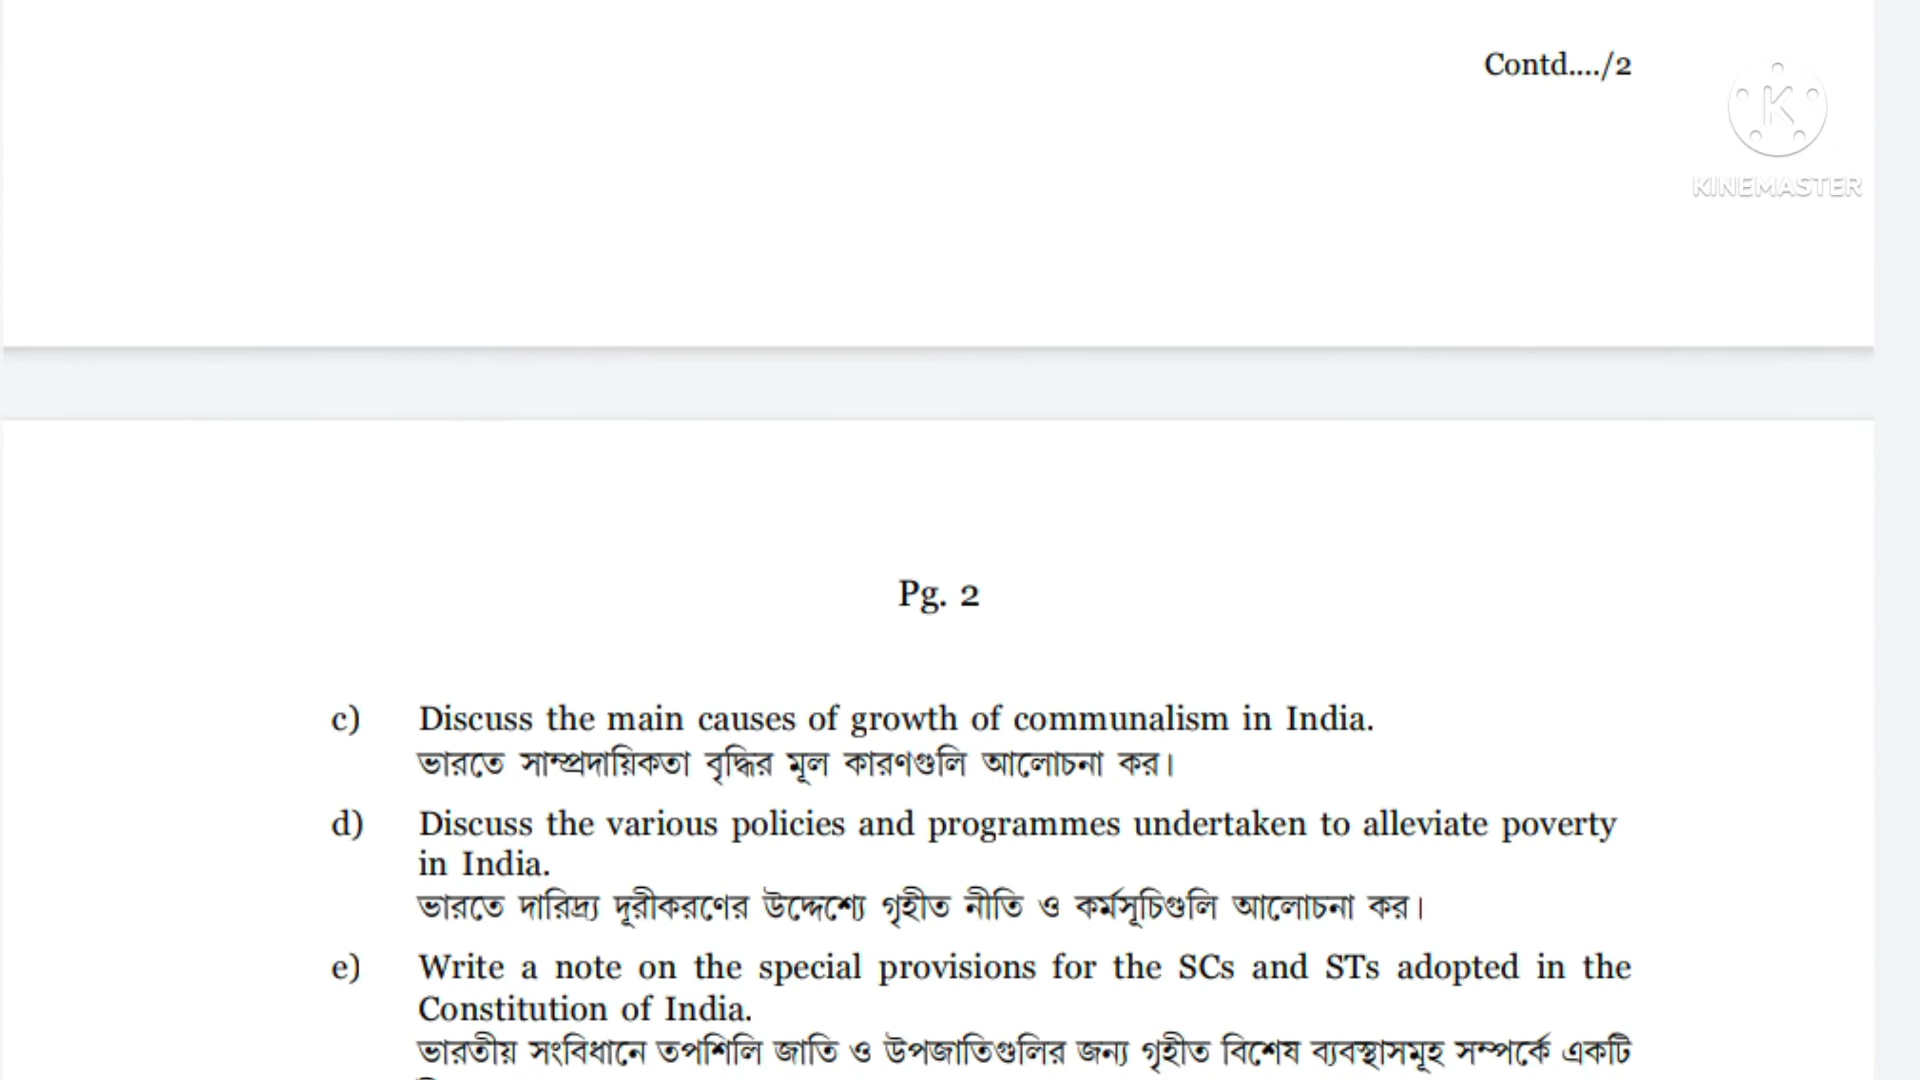 Contd..../2
KINEMASTER
Pg. 2
c) Discuss the main causes of growth of communalism in India.
ভারতে সাম্প্রদায়িকতা বৃদ্ধির মূল কারণগুলি আলোচনা কর।
d) Discuss the various policies and programmes undertaken to alleviate poverty
in India.
ভারতে দারিদ্র্য দূরীকরণের উদ্দেশ্যে গৃহীত নীতি ও কর্মসূচিগুলি আলোচনা কর।
e) Write a note on the special provisions for the SCs and STs adopted in the
Constitution of India.
ভারতীয় সংবিধানে তপশিলি জাতি ও উপজাতিগুলির জন্য গৃহীত বিশেষ ব্যবস্থাসমূহ সম্পর্কে একটি